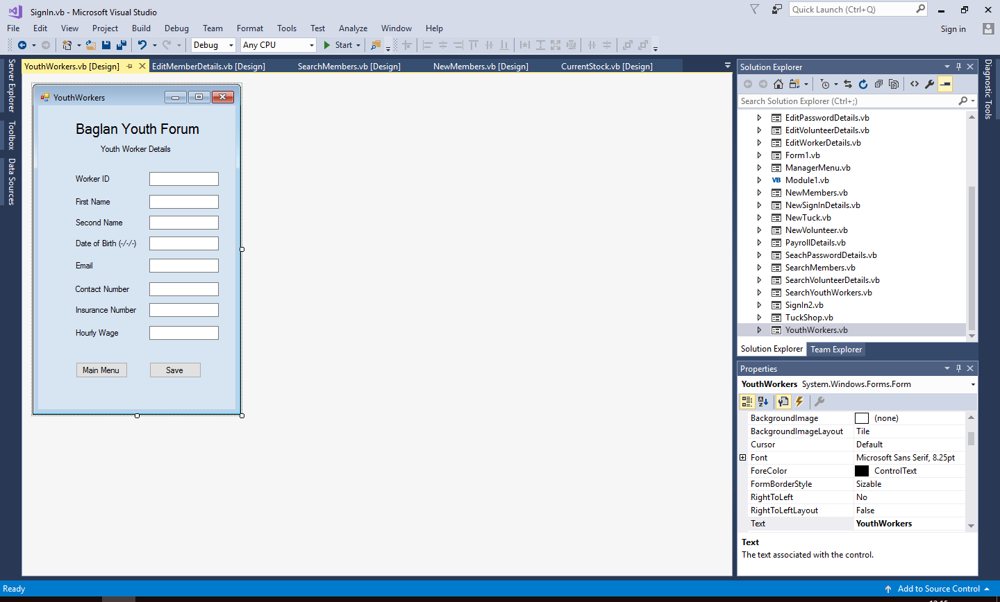 SignIn.vb - Microsoft Visual Studio
Quick Launch (Ctrl+Q)
File Edit View Project Build Debug Team Format Tools Test Analyze Window Help
Sign in
Debug Any CPU Start
Server Explorer
Toolbox
Data Sources
YouthWorkers.vb [Design] EditMemberDetails.vb [Design] SearchMembers.vb [Design] NewMembers.vb [Design] CurrentStock.vb [Design]
YouthWorkers
Baglan Youth Forum
Youth Worker Details
Worker ID
First Name
Second Name
Date of Birth (-/-/-)
Email
Contact Number
Insurance Number
Hourly Wage
Main Menu Save
Solution Explorer
Search Solution Explorer (Ctrl+;)
EditPasswordDetails.vb
EditVolunteerDetails.vb
EditWorkerDetails.vb
Form1.vb
ManagerMenu.vb
VB Module1.vb
NewMembers.vb
NewSignInDetails.vb
NewTuck.vb
NewVolunteer.vb
PayrollDetails.vb
SeachPasswordDetails.vb
SearchMembers.vb
SearchVolunteerDetails.vb
SearchYouthWorkers.vb
SignIn2.vb
TuckShop.vb
YouthWorkers.vb
Solution Explorer Team Explorer
Properties
YouthWorkers System.Windows.Forms.Form
BackgroundImage (none)
BackgroundImageLayout Tile
Cursor Default
Font Microsoft Sans Serif, 8.25pt
ForeColor ControlText
FormBorderStyle Sizable
RightToLeft No
RightToLeftLayout False
Text YouthWorkers
Text
The text associated with the control.
Diagnostic Tools
Ready
Add to Source Control